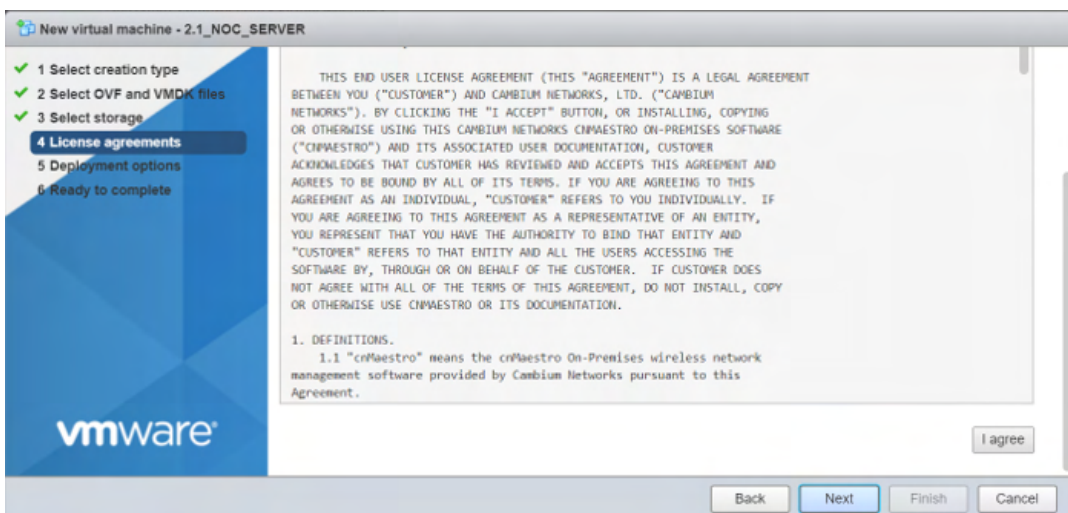 New virtual machine - 2.1_NOC_SERVER
1 Select creation type
2 Select OVF and VMDK files
3 Select storage
4 License agreements
5 Deployment options
6 Ready to complete
vmware®
THIS END USER LICENSE AGREEMENT (THIS "AGREEMENT") IS A LEGAL AGREEMENT
BETWEEN YOU ("CUSTOMER") AND CAMBIUM NETWORKS, LTD. ("CAMBIUM
NETWORKS"). BY CLICKING THE "I ACCEPT" BUTTON, OR INSTALLING, COPYING
OR OTHERWISE USING THIS CAMBIUM NETWORKS CNMAESTRO ON-PREMISES SOFTWARE
("CNMAESTRO") AND ITS ASSOCIATED USER DOCUMENTATION, CUSTOMER
ACKNOWLEDGES THAT CUSTOMER HAS REVIEWED AND ACCEPTS THIS AGREEMENT AND
AGREES TO BE BOUND BY ALL OF ITS TERMS. IF YOU ARE AGREEING TO THIS
AGREEMENT AS AN INDIVIDUAL, "CUSTOMER" REFERS TO YOU INDIVIDUALLY. IF
YOU ARE AGREEING TO THIS AGREEMENT AS A REPRESENTATIVE OF AN ENTITY,
YOU REPRESENT THAT YOU HAVE THE AUTHORITY TO BIND THAT ENTITY AND
"CUSTOMER" REFERS TO THAT ENTITY AND ALL THE USERS ACCESSING THE
SOFTWARE BY, THROUGH OR ON BEHALF OF THE CUSTOMER. IF CUSTOMER DOES
NOT AGREE WITH ALL OF THE TERMS OF THIS AGREEMENT, DO NOT INSTALL, COPY
OR OTHERWISE USE CNMAESTRO OR ITS DOCUMENTATION.
1. DEFINITIONS.
1.1 "cnMaestro" means the cnMaestro On-Premises wireless network
management software provided by Cambium Networks pursuant to this
Agreement.
I agree
Back
Next
Finish
Cancel